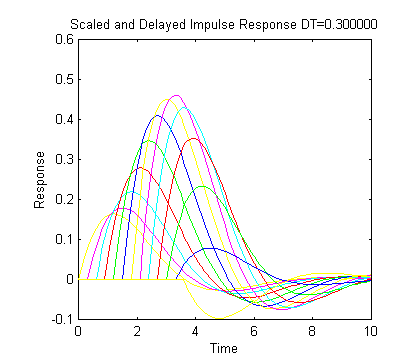 Scaled and Delayed Impulse Response DT=0.300000
0.6
0.5
0.4
0.3
0.2
0.1
0
-0.1
Response
0 2 4 6 8 10
Time